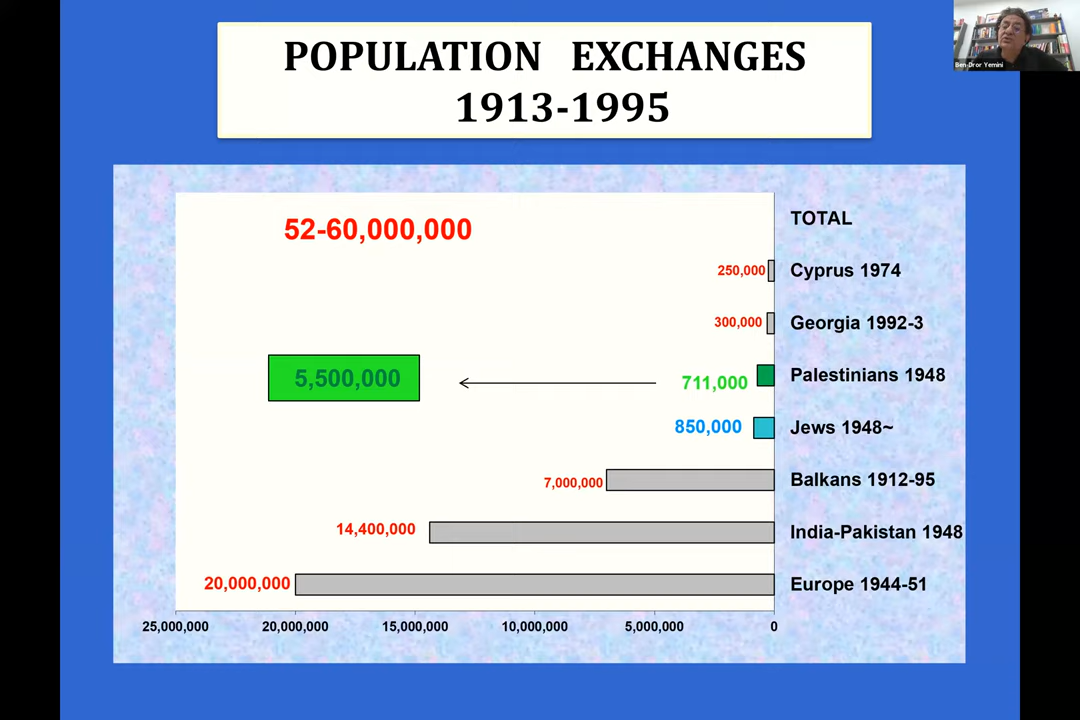 POPULATION EXCHANGES
1913-1995
Ben-Dror Yemini
52-60,000,000
TOTAL
250,000 Cyprus 1974
300,000 Georgia 1992-3
5,500,000 711,000 Palestinians 1948
850,000 Jews 1948~
7,000,000 Balkans 1912-95
14,400,000 India-Pakistan 1948
20,000,000 Europe 1944-51
25,000,000 20,000,000 15,000,000 10,000,000 5,000,000 0